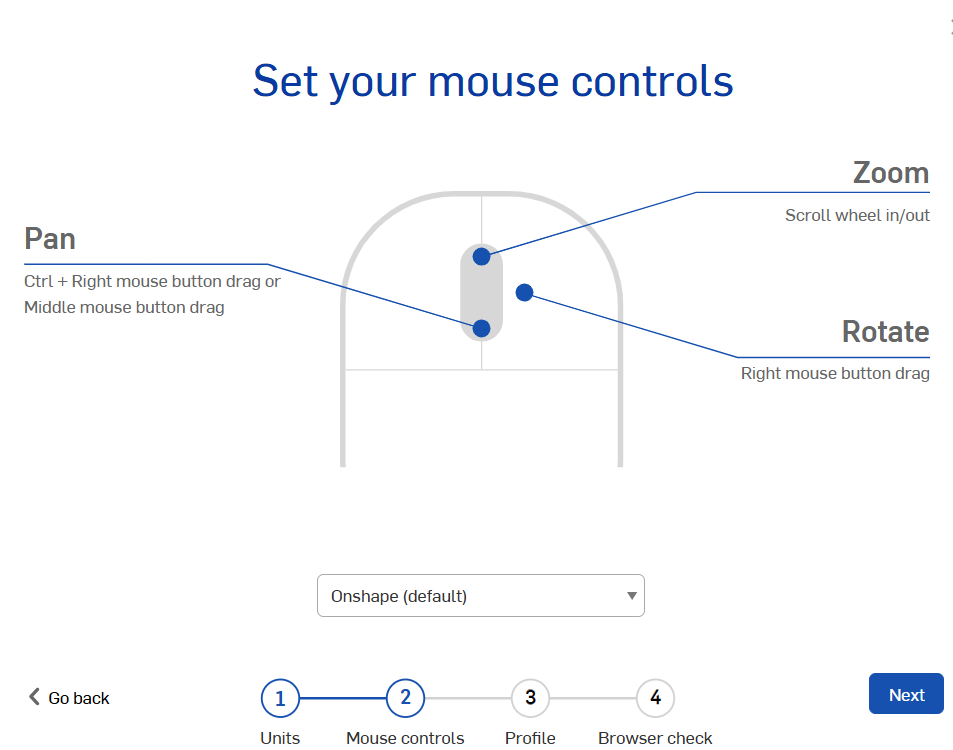 Set your mouse controls
Zoom
Scroll wheel in/out
Pan
Ctrl + Right mouse button drag or
Middle mouse button drag
Rotate
Right mouse button drag
Onshape (default)
Go back
1
2
3
4
Next
Units
Mouse controls
Profile
Browser check